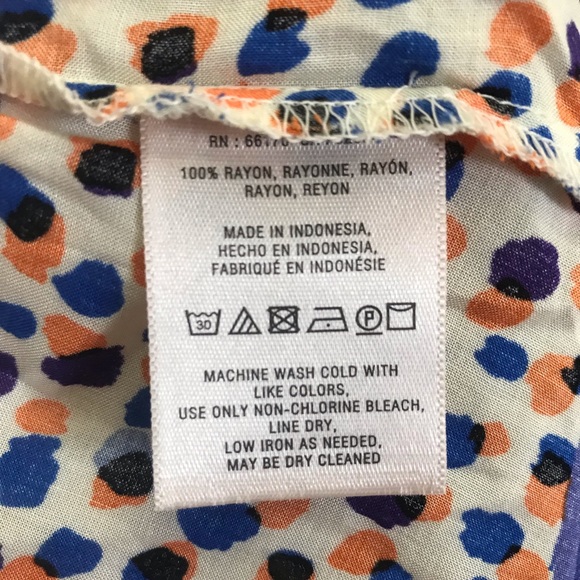 RN :
100% RAYON, RAYONNE, RAYÓN,
RAYON, REYON
MADE IN INDONESIA,
HECHO EN INDONESIA,
FABRIQUÉ EN INDONÉSIE
30 P
MACHINE WASH COLD WITH
LIKE COLORS,
USE ONLY NON-CHLORINE BLEACH,
LINE DRY,
LOW IRON AS NEEDED,
MAY BE DRY CLEANED